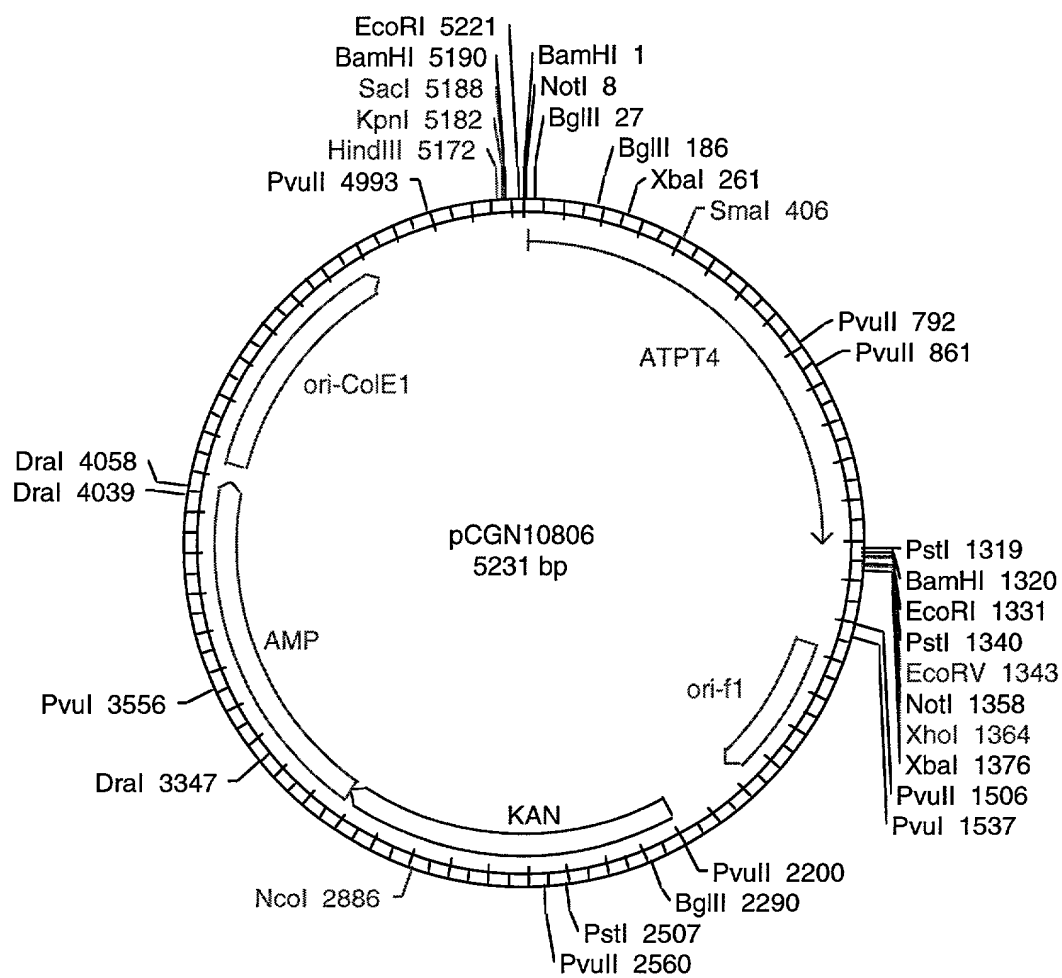 EcoRI 5221
BamHI 5190
SacI 5188
KpnI 5182
HindIII 5172
PvuII 4993
BamHI 1
NotI 8
BglII 27
BglII 186
XbaI 261
SmaI 406
PvuII 792
PvuII 861
ATPT4
ori-ColE1
DraI 4058
DraI 4039
pCGN10806
5231 bp
PstI 1319
BamHI 1320
EcoRI 1331
PstI 1340
EcoRV 1343
NotI 1358
XhoI 1364
XbaI 1376
PvuII 1506
PvuI 1537
AMP
ori-f1
PvuI 3556
DraI 3347
KAN
NcoI 2886
PvuII 2200
BglII 2290
PstI 2507
PvuII 2560